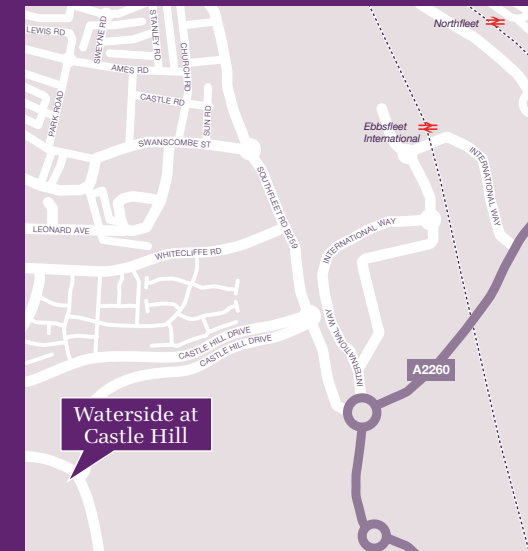 Northfleet
LEWIS RD
SWEYNE RD
STANLEY RD
CHURCH RD
AMES RD
PARK ROAD
CASTLE RD
SUN RD
SWANSCOMBE ST
Ebbsfleet
International
INTERNATIONAL WAY
SOUTHFLEET RD B259
LEONARD AVE
WHITECLIFFE RD
INTERNATIONAL WAY
INTERNATIONAL WAY
CASTLE HILL DRIVE
CASTLE HILL DRIVE
A2260
Waterside at
Castle Hill